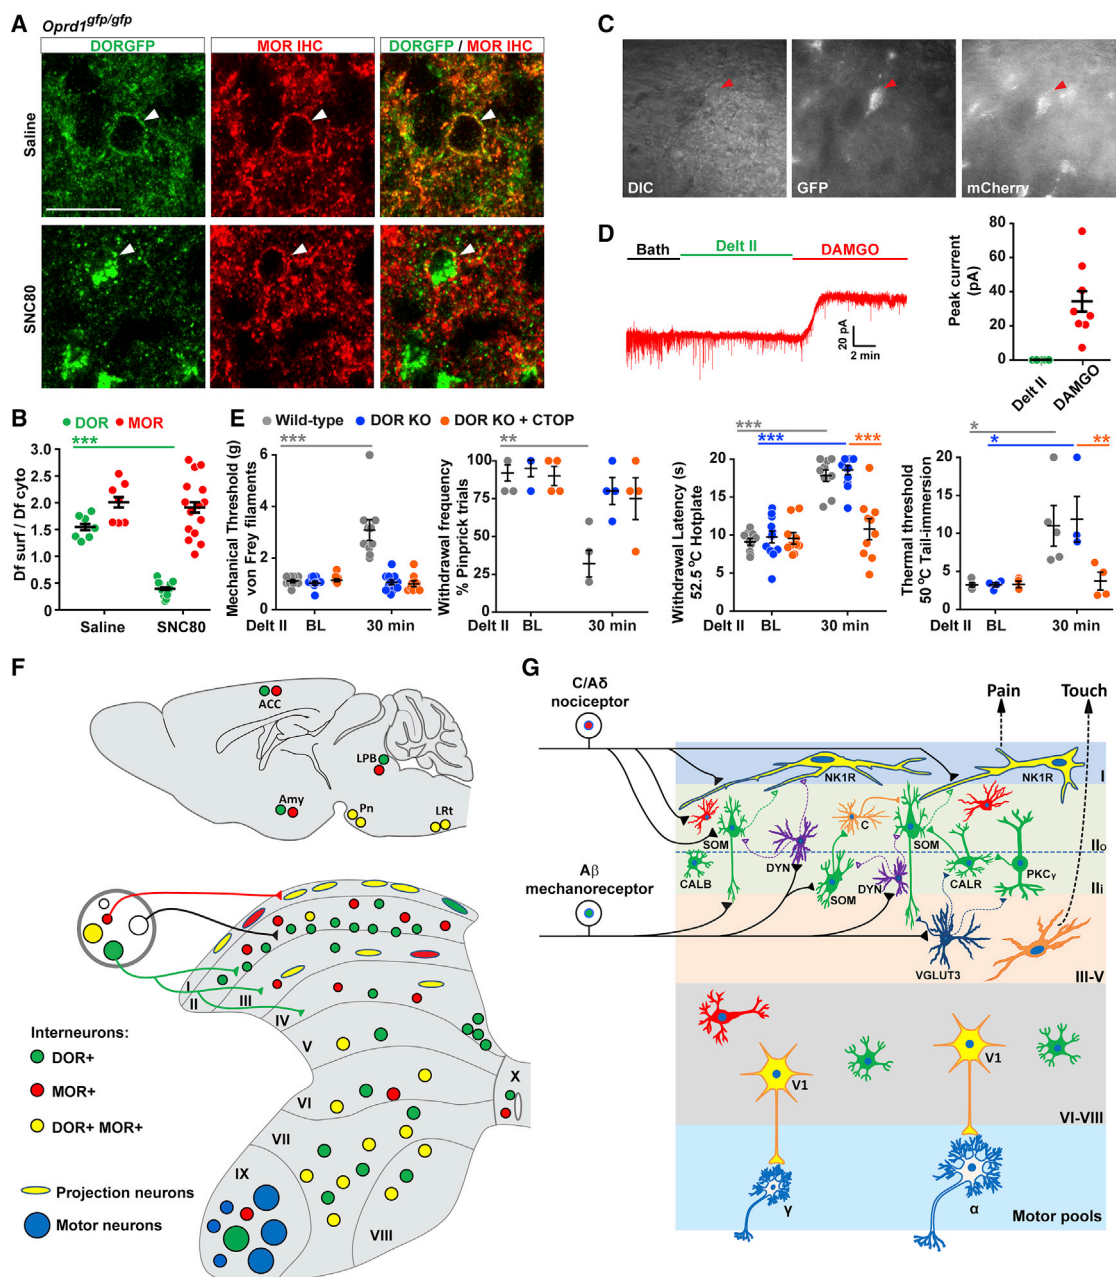 A
Oprd1gfp/gfp
DORGFP
MOR IHC
DORGFP / MOR IHC
Saline
SNC80
C
DIC
GFP
mCherry
D
Bath
Delt II
DAMGO
20 pA
2 min
Peak current
(pA)
80
60
40
20
0
Delt II
DAMGO
B
DOR
MOR
***
Df surf / Df cyto
3.0
2.5
2.0
1.5
1.0
0.5
0
Saline
SNC80
E
Wild-type
DOR KO
DOR KO + CTOP
***
Mechanical Threshold (g)
von Frey filaments
6
4
2
0
Delt II
BL
30 min
**
Withdrawal frequency
% Pinprick trials
100
75
50
25
0
Delt II
BL
30 min
***
***
***
Withdrawal Latency (s)
52.5 ºC Hotplate
20
15
10
5
0
Delt II
BL
30 min
*
*
**
Thermal threshold
50 ºC Tail-immersion
20
15
10
5
0
Delt II
BL
30 min
F
ACC
LPB
Amy
Pn
LRt
I
II
III
IV
V
VI
VII
VIII
IX
X
Interneurons:
DOR+
MOR+
DOR+ MOR+
Projection neurons
Motor neurons
G
C/Aδ
nociceptor
Pain
Touch
NK1R
NK1R
I
SOM
C
SOM
IIo
DYN
CALB
SOM
DYN
CALR
PKCγ
IIi
Aβ
mechanoreceptor
VGLUT3
III-V
V1
V1
VI-VIII
γ
α
Motor pools